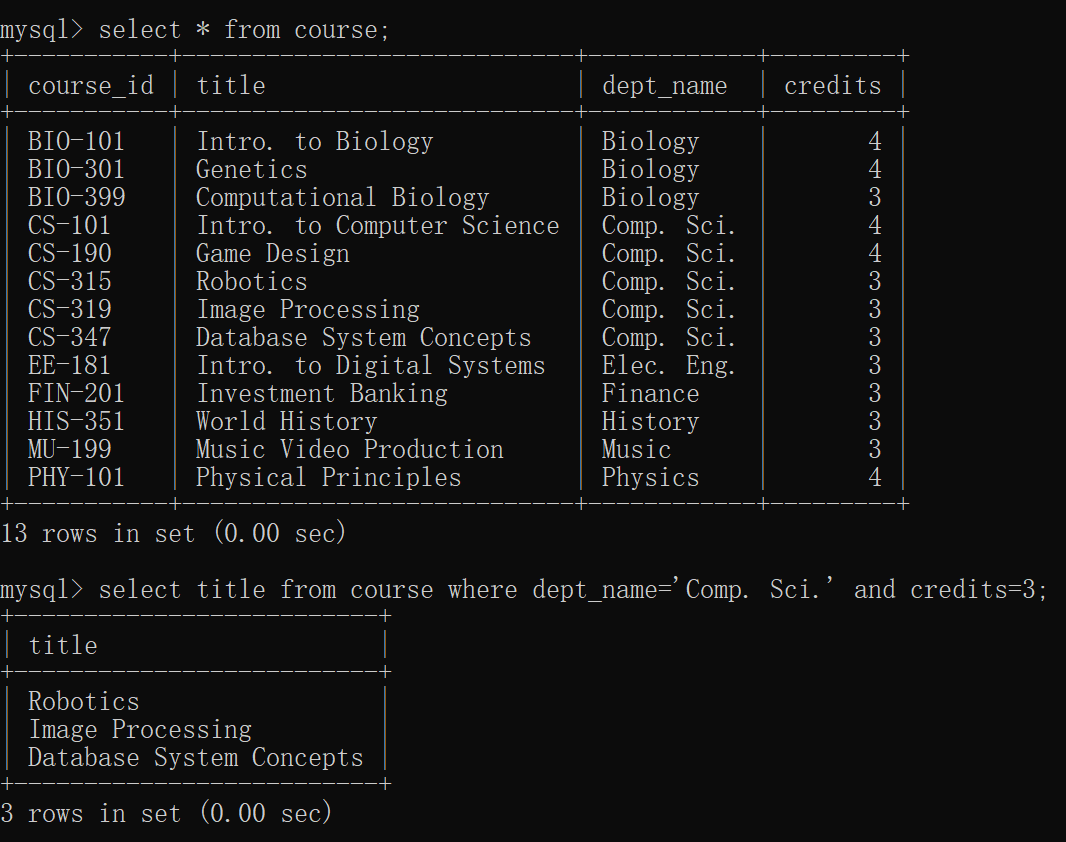 mysql> select * from course;
+-----------+----------------------------+------------+---------+
| course_id | title                      | dept_name  | credits |
+-----------+----------------------------+------------+---------+
| BIO-101   | Intro. to Biology          | Biology    |       4 |
| BIO-301   | Genetics                   | Biology    |       4 |
| BIO-399   | Computational Biology      | Biology    |       3 |
| CS-101    | Intro. to Computer Science | Comp. Sci. |       4 |
| CS-190    | Game Design                | Comp. Sci. |       4 |
| CS-315    | Robotics                   | Comp. Sci. |       3 |
| CS-319    | Image Processing           | Comp. Sci. |       3 |
| CS-347    | Database System Concepts   | Comp. Sci. |       3 |
| EE-181    | Intro. to Digital Systems  | Elec. Eng. |       3 |
| FIN-201   | Investment Banking         | Finance    |       3 |
| HIS-351   | World History              | History    |       3 |
| MU-199    | Music Video Production     | Music      |       3 |
| PHY-101   | Physical Principles        | Physics    |       4 |
+-----------+----------------------------+------------+---------+
13 rows in set (0.00 sec)

mysql> select title from course where dept_name='Comp. Sci.' and credits=3;
+--------------------------+
| title                    |
+--------------------------+
| Robotics                 |
| Image Processing         |
| Database System Concepts |
+--------------------------+
3 rows in set (0.00 sec)